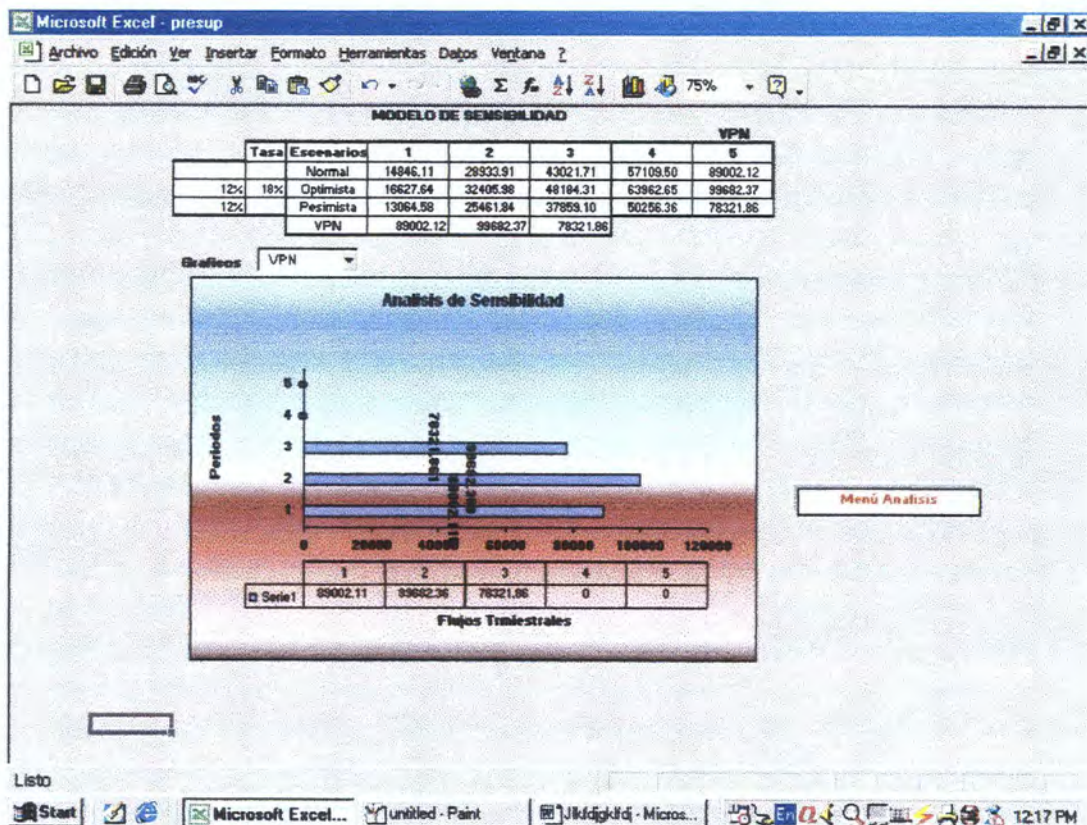 Microsoft Excel - presup
Archivo Edición Ver Insertar Formato Herramientas Datos Ventana ?
75%
MODELO DE SENSIBILIDAD
VPN
Tasa Escenarios 1 2 3 4 5
Normal 14846.11 28933.91 43021.71 57109.50 89002.12
12% 18% Optimista 16627.64 32405.98 48184.31 63962.65 99682.37
12% Pesimista 13064.58 25461.84 37859.10 50256.36 78321.86
VPN 89002.12 99682.37 78321.86
Graficos VPN
Analisis de Sensibilidad
Periodos
5
4
3
2
1
0 20000 40000 60000 80000 100000 120000
1 2 3 4 5
Serie1 89002.11 99682.36 78321.86 0 0
Flujos Trimestrales
Menú Analisis
Listo
Start Microsoft Excel... untitled - Paint Micros... En 12:17 PM